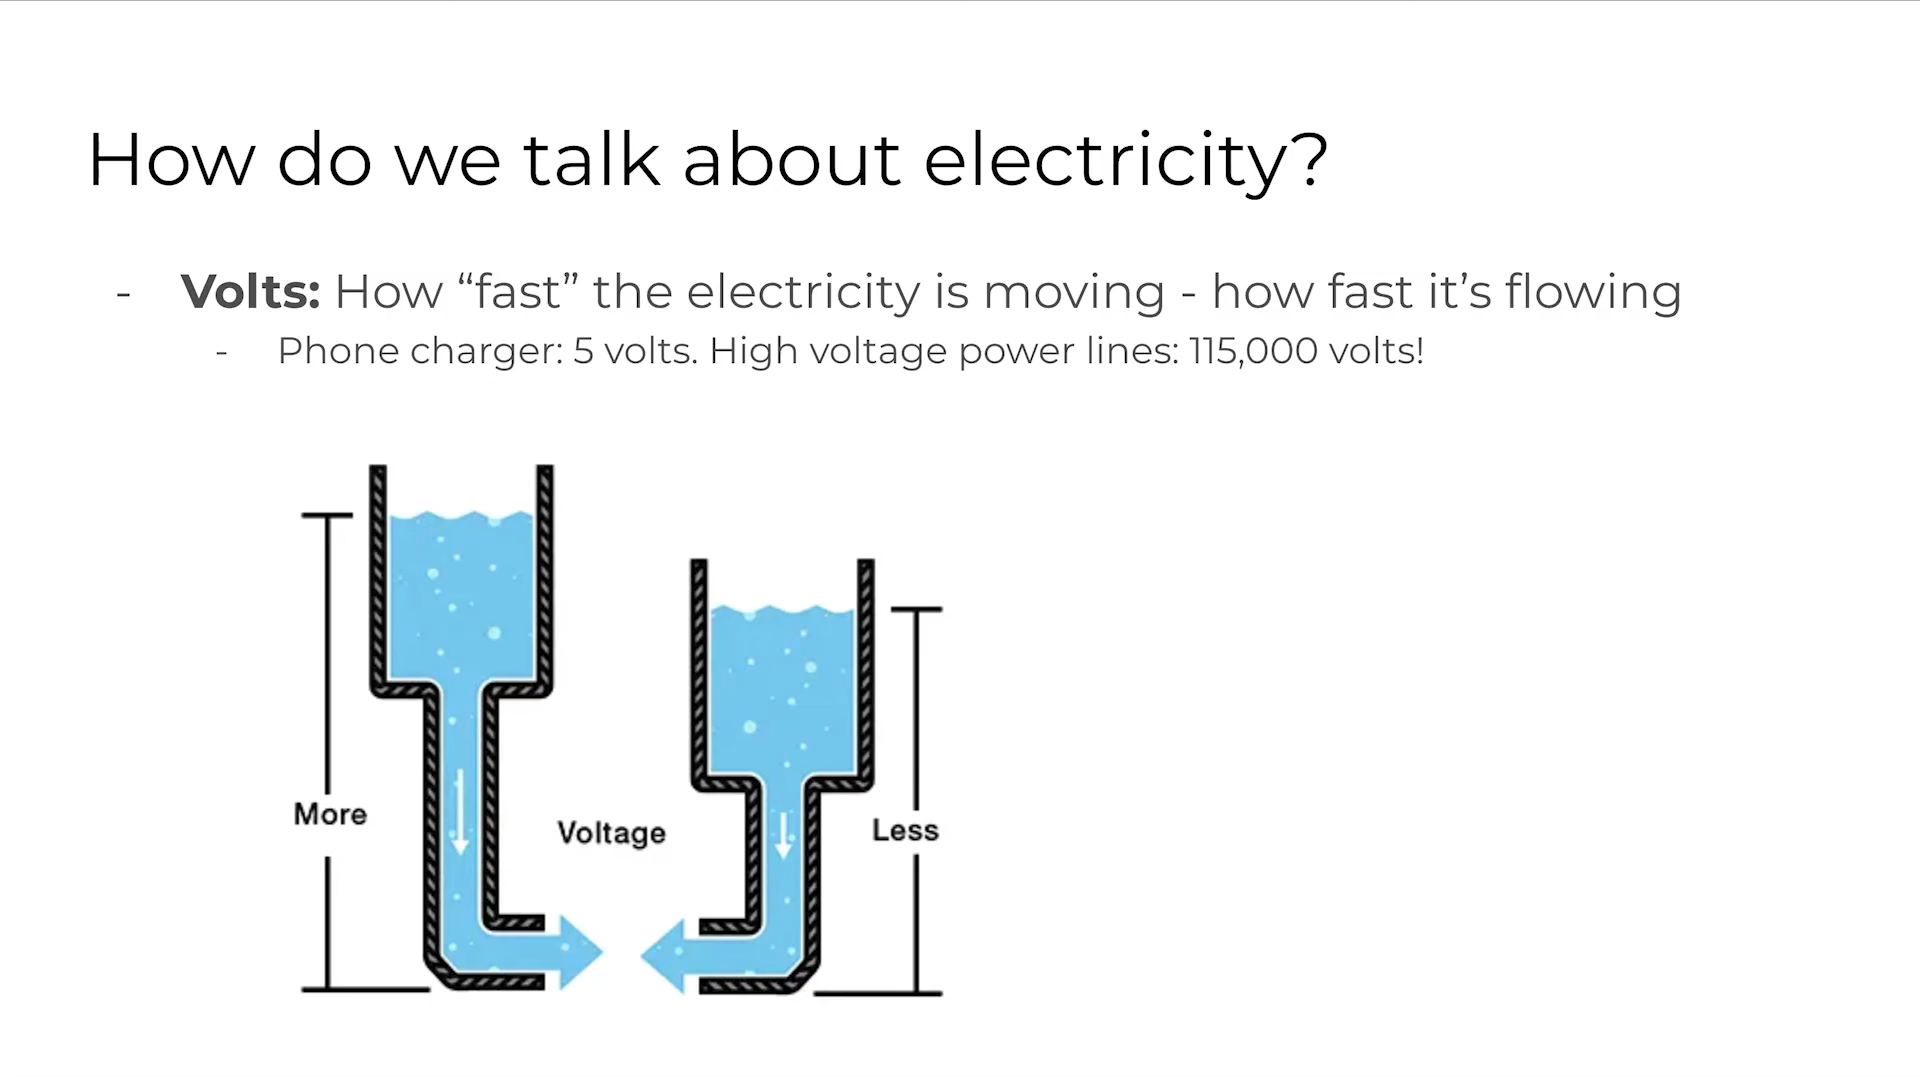 How do we talk about electricity?
- Volts: How “fast” the electricity is moving - how fast it’s flowing
- Phone charger: 5 volts. High voltage power lines: 115,000 volts!
More
Voltage
Less